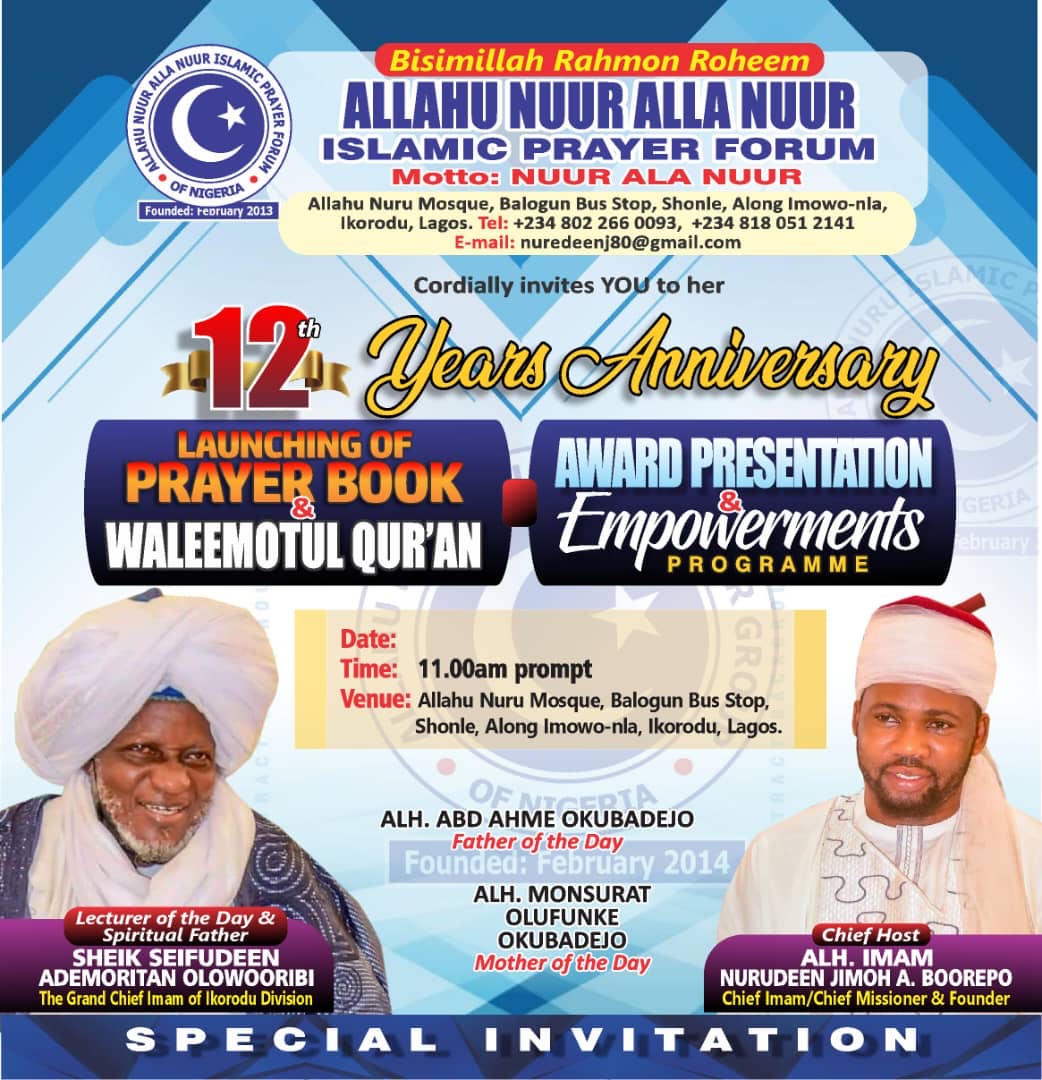 ALLAHU NUUR ALLA NUUR ISLAMIC PRAYER FORUM
OF NIGERIA
Founded: February 2013
Bisimillah Rahmon Roheem
ALLAHU NUUR ALLA NUUR
ISLAMIC PRAYER FORUM
Motto: NUUR ALA NUUR
Allahu Nuru Mosque, Balogun Bus Stop, Shonle, Along Imowo-nla,
Ikorodu, Lagos. Tel: +234 802 266 0093, +234 818 051 2141
E-mail: nuredeenj80@gmail.com
Cordially invites YOU to her
12th Years Anniversary
LAUNCHING OF
PRAYER BOOK
&
WALEEMOTUL QUR'AN
AWARD PRESENTATION
&
Empowerments
PROGRAMME
Date:
Time: 11.00am prompt
Venue: Allahu Nuru Mosque, Balogun Bus Stop,
Shonle, Along Imowo-nla, Ikorodu, Lagos.
OF NIGERIA
ALH. ABD AHME OKUBADEJO
Father of the Day
Founded: February 2014
ALH. MONSURAT
OLUFUNKE
OKUBADEJO
Mother of the Day
Lecturer of the Day &
Spiritual Father
SHEIK SEIFUDEEN
ADEMORITAN OLOWOORIBI
The Grand Chief Imam of Ikorodu Division
Chief Host
ALH. IMAM
NURUDEEN JIMOH A. BOOREPO
Chief Imam/Chief Missioner & Founder
SPECIAL INVITATION